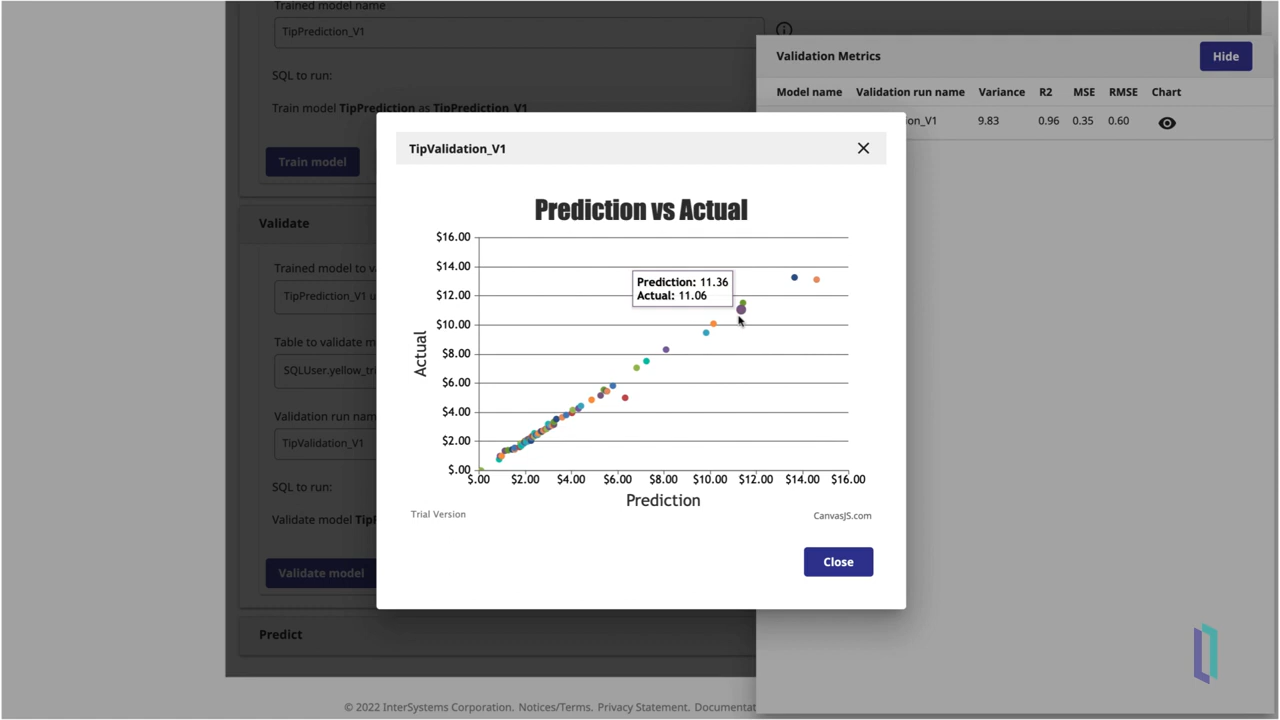 Trained model name
TipPrediction_V1
SQL to run:
Train model TipPrediction as TipPrediction_V1
Train model
Validate
Trained model to va
TipPrediction_V1 u
Table to validate m
SQLUser.yellow_tri
Validation run nam
TipValidation_V1
SQL to run:
Validate model TipP
Validate model
Predict
© 2022 InterSystems Corporation. Notices/Terms. Privacy Statement. Documentat
Validation Metrics
Hide
Model name Validation run name Variance R2 MSE RMSE Chart
on_V1 9.83 0.96 0.35 0.60
TipValidation_V1
Prediction vs Actual
$16.00
$14.00
$12.00
$10.00
$8.00
$6.00
$4.00
$2.00
$.00
Actual
Prediction: 11.36
Actual: 11.06
$.00 $2.00 $4.00 $6.00 $8.00 $10.00 $12.00 $14.00 $16.00
Prediction
Trial Version
CanvasJS.com
Close